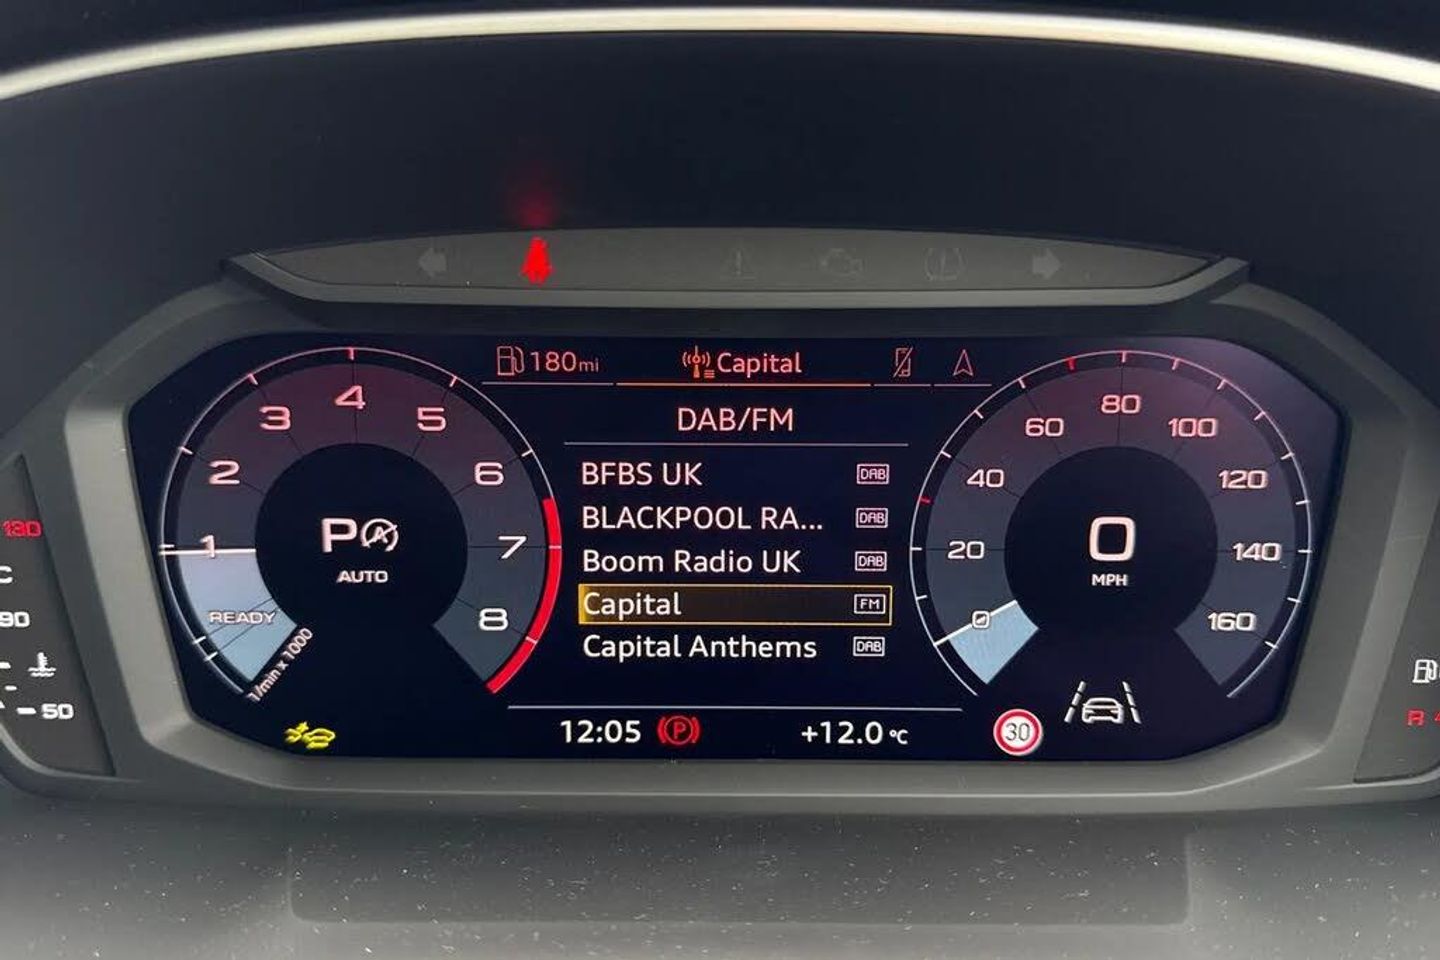 180mi Capital
DAB/FM
BFBS UK DAB
BLACKPOOL RA... DAB
Boom Radio UK DAB
Capital FM
Capital Anthems DAB
12:05 P +12.0 °C
1 2 3 4 5 6 7 8
P A
AUTO
READY
1/min x 1000
0 20 40 60 80 100 120 140 160
0
MPH
30
130
C
90
50
R